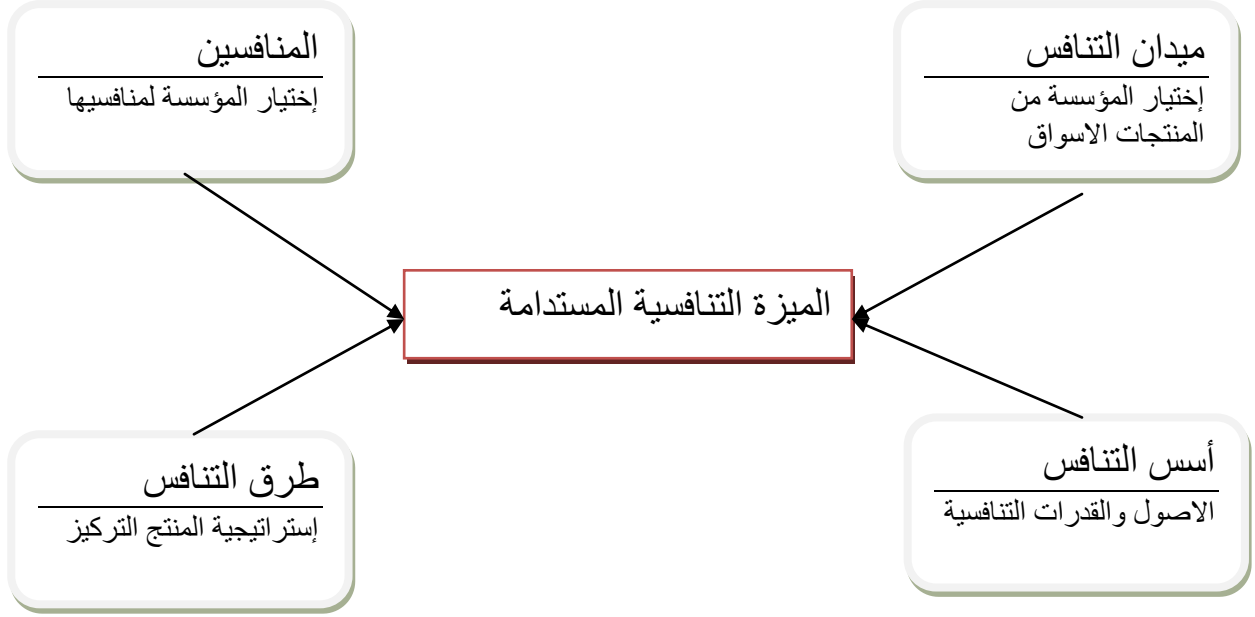 ميدان التنافس
إختيار المؤسسة من
المنتجات الاسواق
المنافسين
إختيار المؤسسة لمنافسيها
الميزة التنافسية المستدامة
أسس التنافس
الاصول والقدرات التنافسية
طرق التنافس
إستراتيجية المنتج التركيز